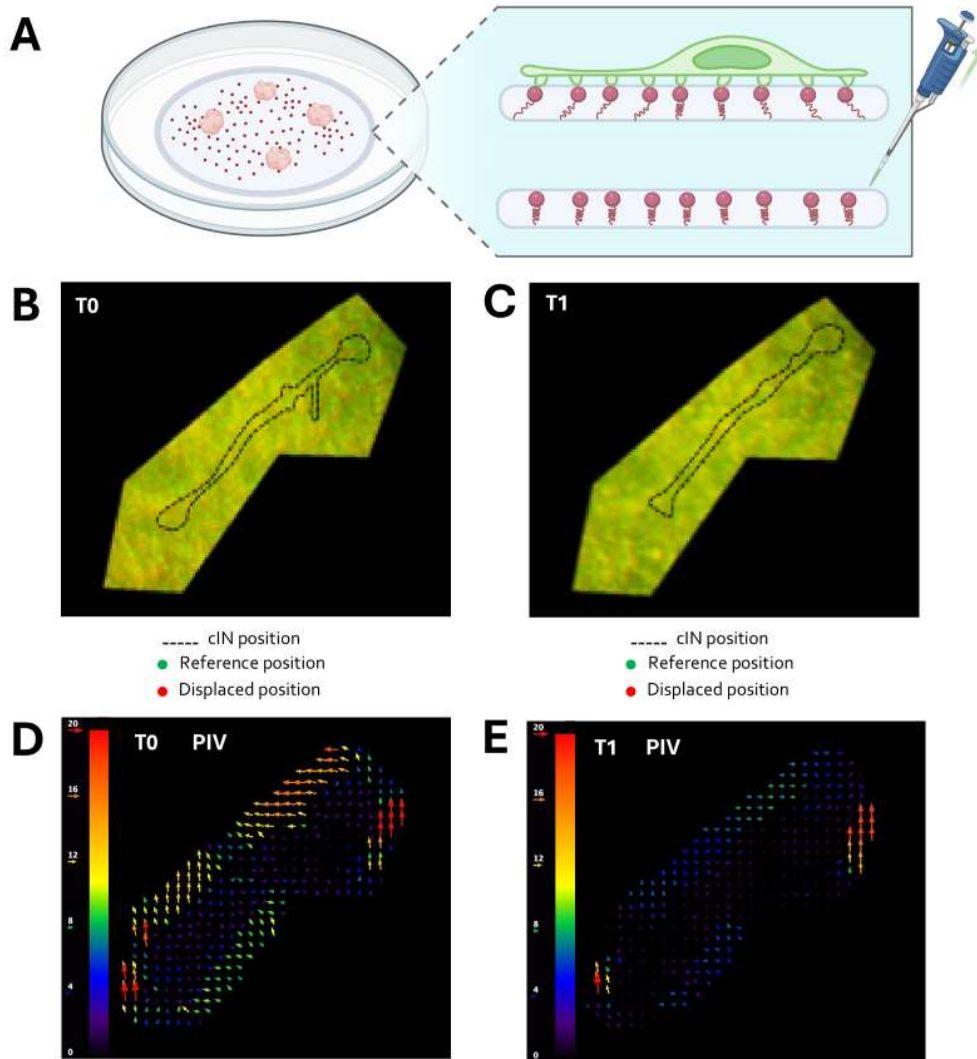 A
B
T0
C
T1
cIN position
Reference position
Displaced position
cIN position
Reference position
Displaced position
D
T0 PIV
20
16
12
8
4
0
E
T1 PIV
20
16
12
8
4
0